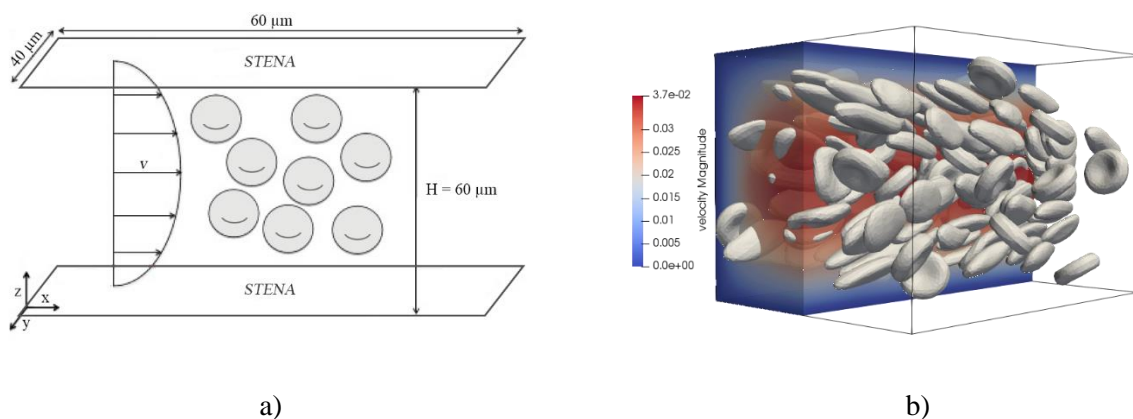 60 µm
40 µm
STENA
v
H = 60 µm
STENA
z
x
y
3.7e-02
0.03
0.025
0.02
0.015
0.01
0.005
0.0e+00
velocity Magnitude
a)
b)